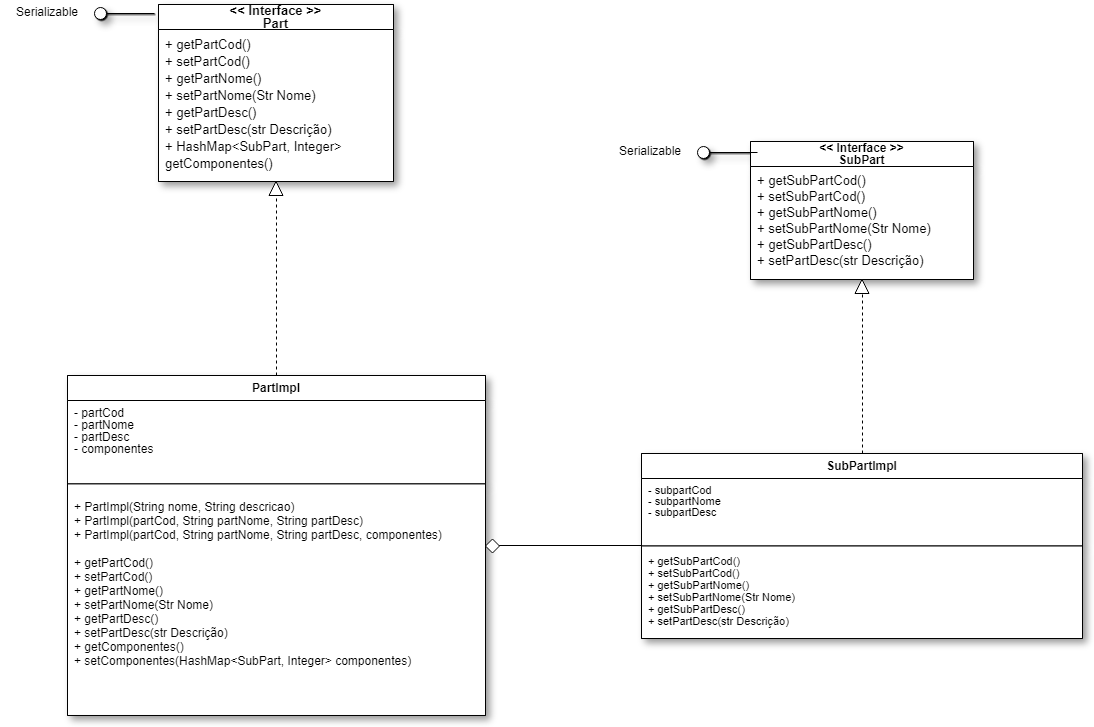 Serializable
<< Interface >>
Part
+ getPartCod()
+ setPartCod()
+ getPartNome()
+ setPartNome(Str Nome)
+ getPartDesc()
+ setPartDesc(str Descrição)
+ HashMap<SubPart, Integer>
getComponentes()
Serializable
<< Interface >>
SubPart
+ getSubPartCod()
+ setSubPartCod()
+ getSubPartNome()
+ setSubPartNome(Str Nome)
+ getSubPartDesc()
+ setPartDesc(str Descrição)
PartImpl
- partCod
- partNome
- partDesc
- componentes
+ PartImpl(String nome, String descricao)
+ PartImpl(partCod, String partNome, String partDesc)
+ PartImpl(partCod, String partNome, String partDesc, componentes)
+ getPartCod()
+ setPartCod()
+ getPartNome()
+ setPartNome(Str Nome)
+ getPartDesc()
+ setPartDesc(str Descrição)
+ getComponentes()
+ setComponentes(HashMap<SubPart, Integer> componentes)
SubPartImpl
- subpartCod
- subpartNome
- subpartDesc
+ getSubPartCod()
+ setSubPartCod()
+ getSubPartNome()
+ setSubPartNome(Str Nome)
+ getSubPartDesc()
+ setPartDesc(str Descrição)